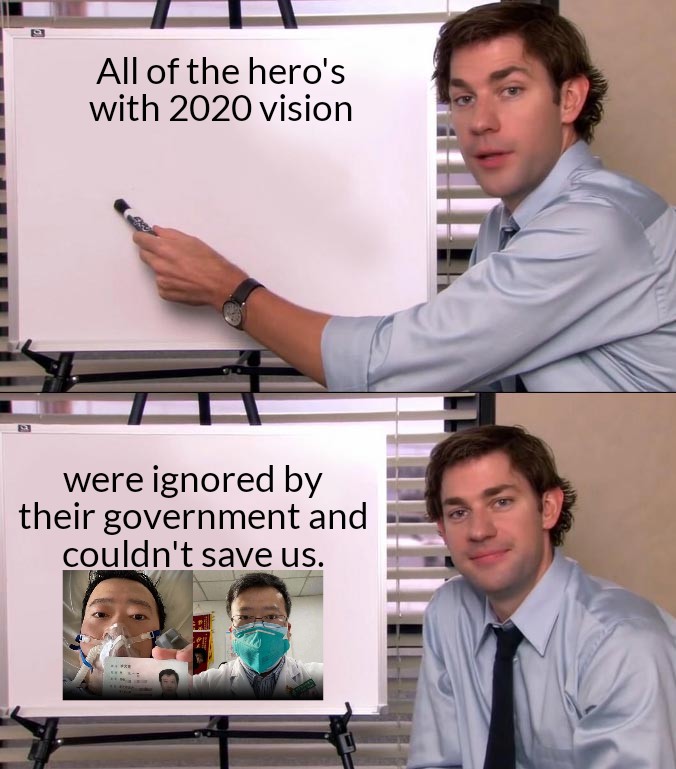 All of the hero's
with 2020 vision
were ignored by
their government and
couldn't save us.